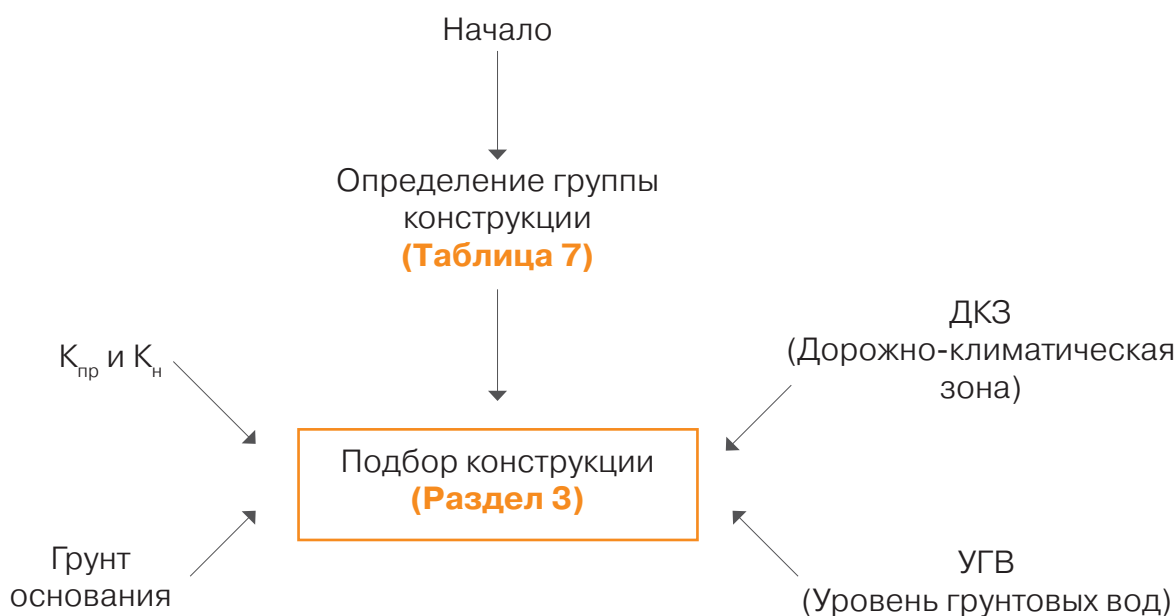 Начало
Определение группы
конструкции
(Таблица 7)
ДКЗ
(Дорожно-климатическая
зона)
Кпр и Кн
Подбор конструкции
(Раздел 3)
Грунт
основания
УГВ
(Уровень грунтовых вод)